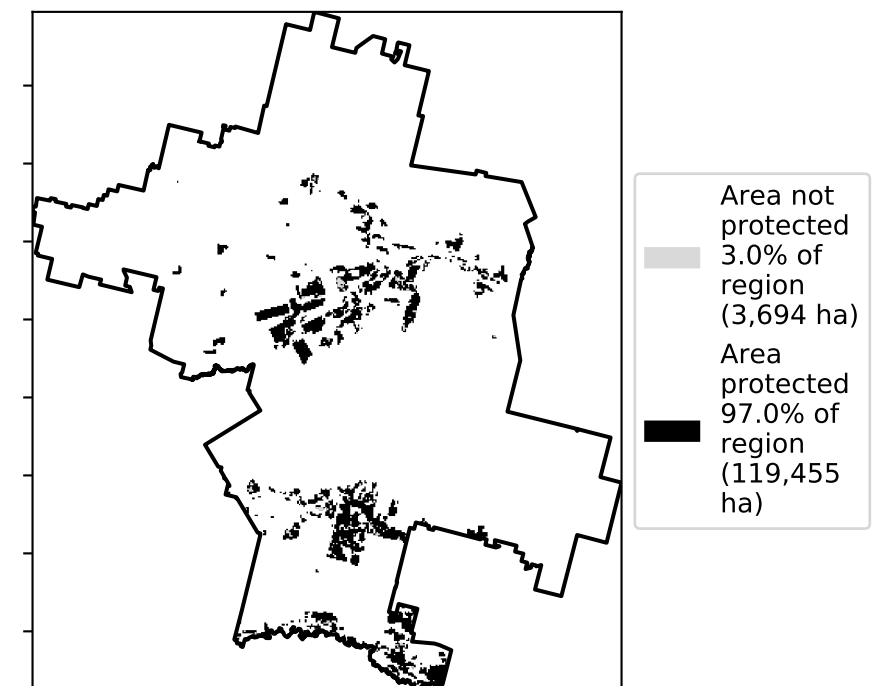 Area not
protected
3.0% of
region
(3,694 ha)
Area
protected
97.0% of
region
(119,455
ha)